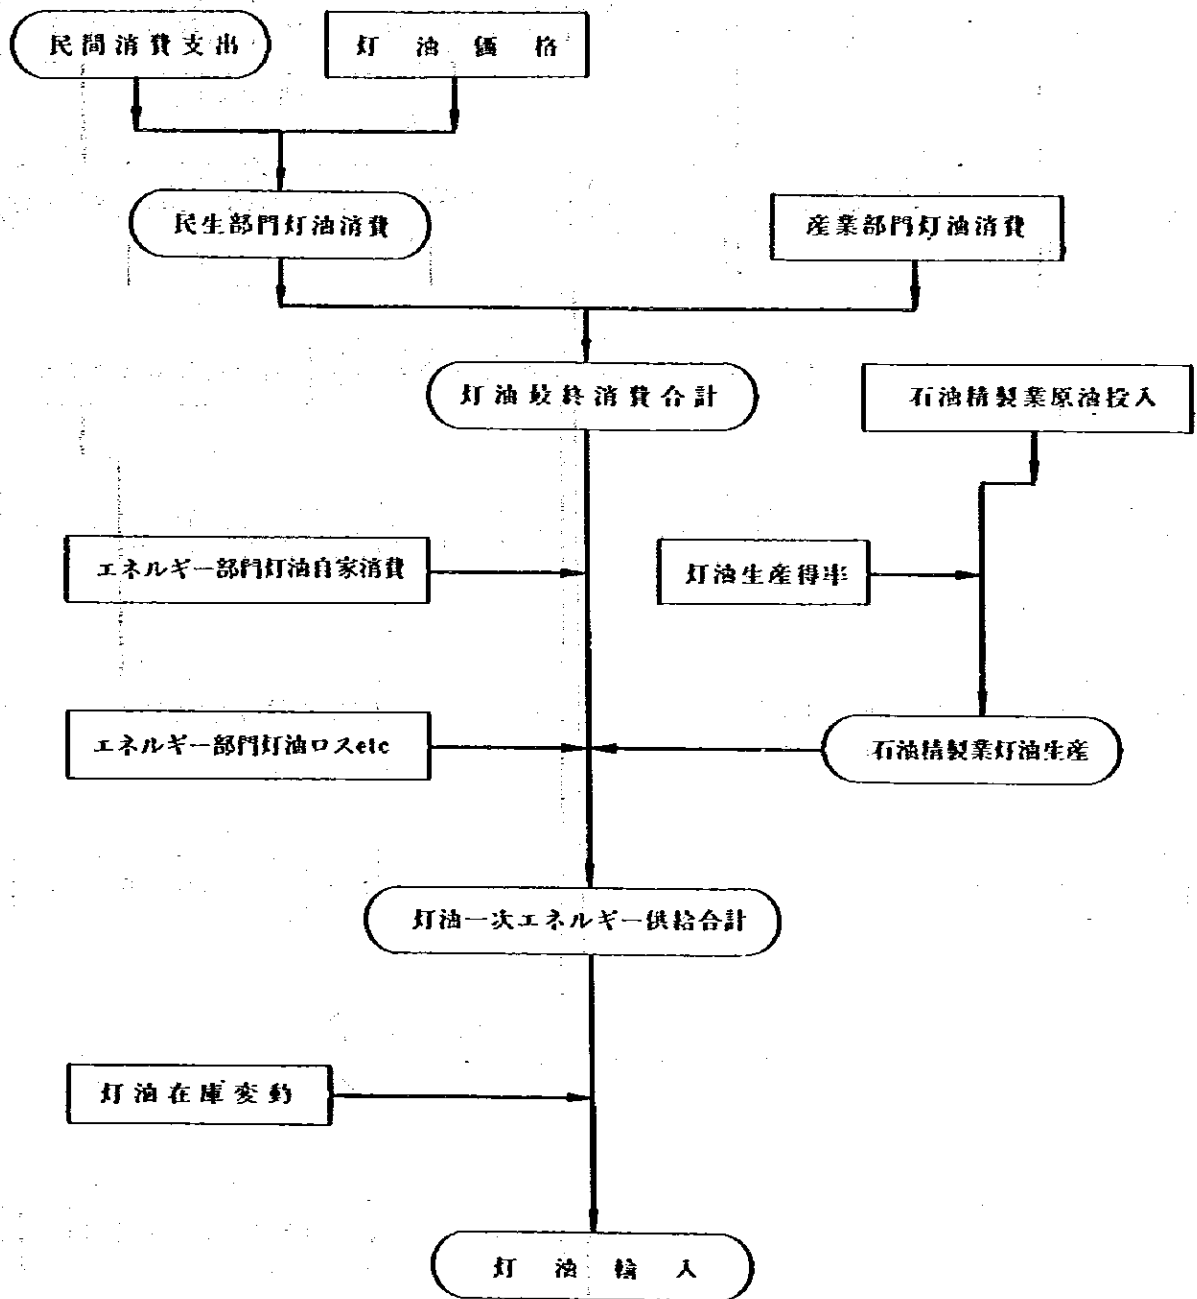 民間消費支出
灯油価格
民生部門灯油消費
産業部門灯油消費
灯油最終消費合計
石油精製業原油投入
エネルギー部門灯油自家消費
灯油生産得率
エネルギー部門灯油ロスetc
石油精製業灯油生産
灯油一次エネルギー供給合計
灯油在庫変動
灯油輸入